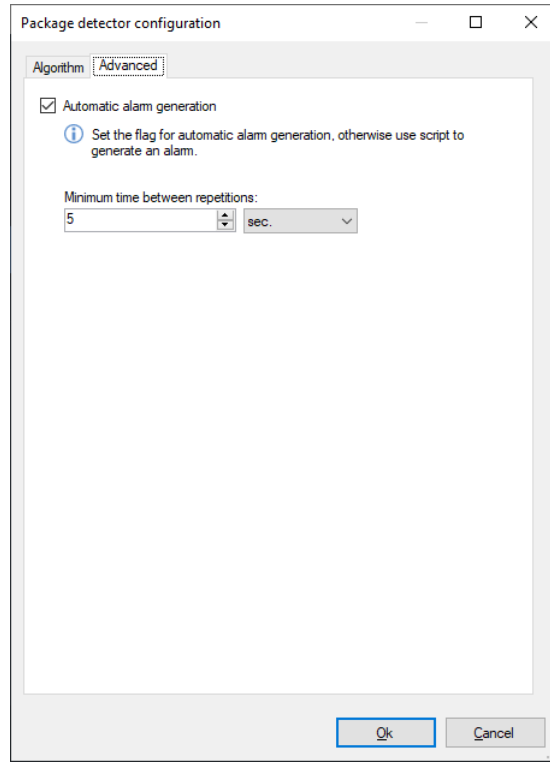 Package detector configuration
Algorithm Advanced
Automatic alarm generation
Set the flag for automatic alarm generation, otherwise use script to
generate an alarm.
Minimum time between repetitions:
5 sec.
Ok Cancel